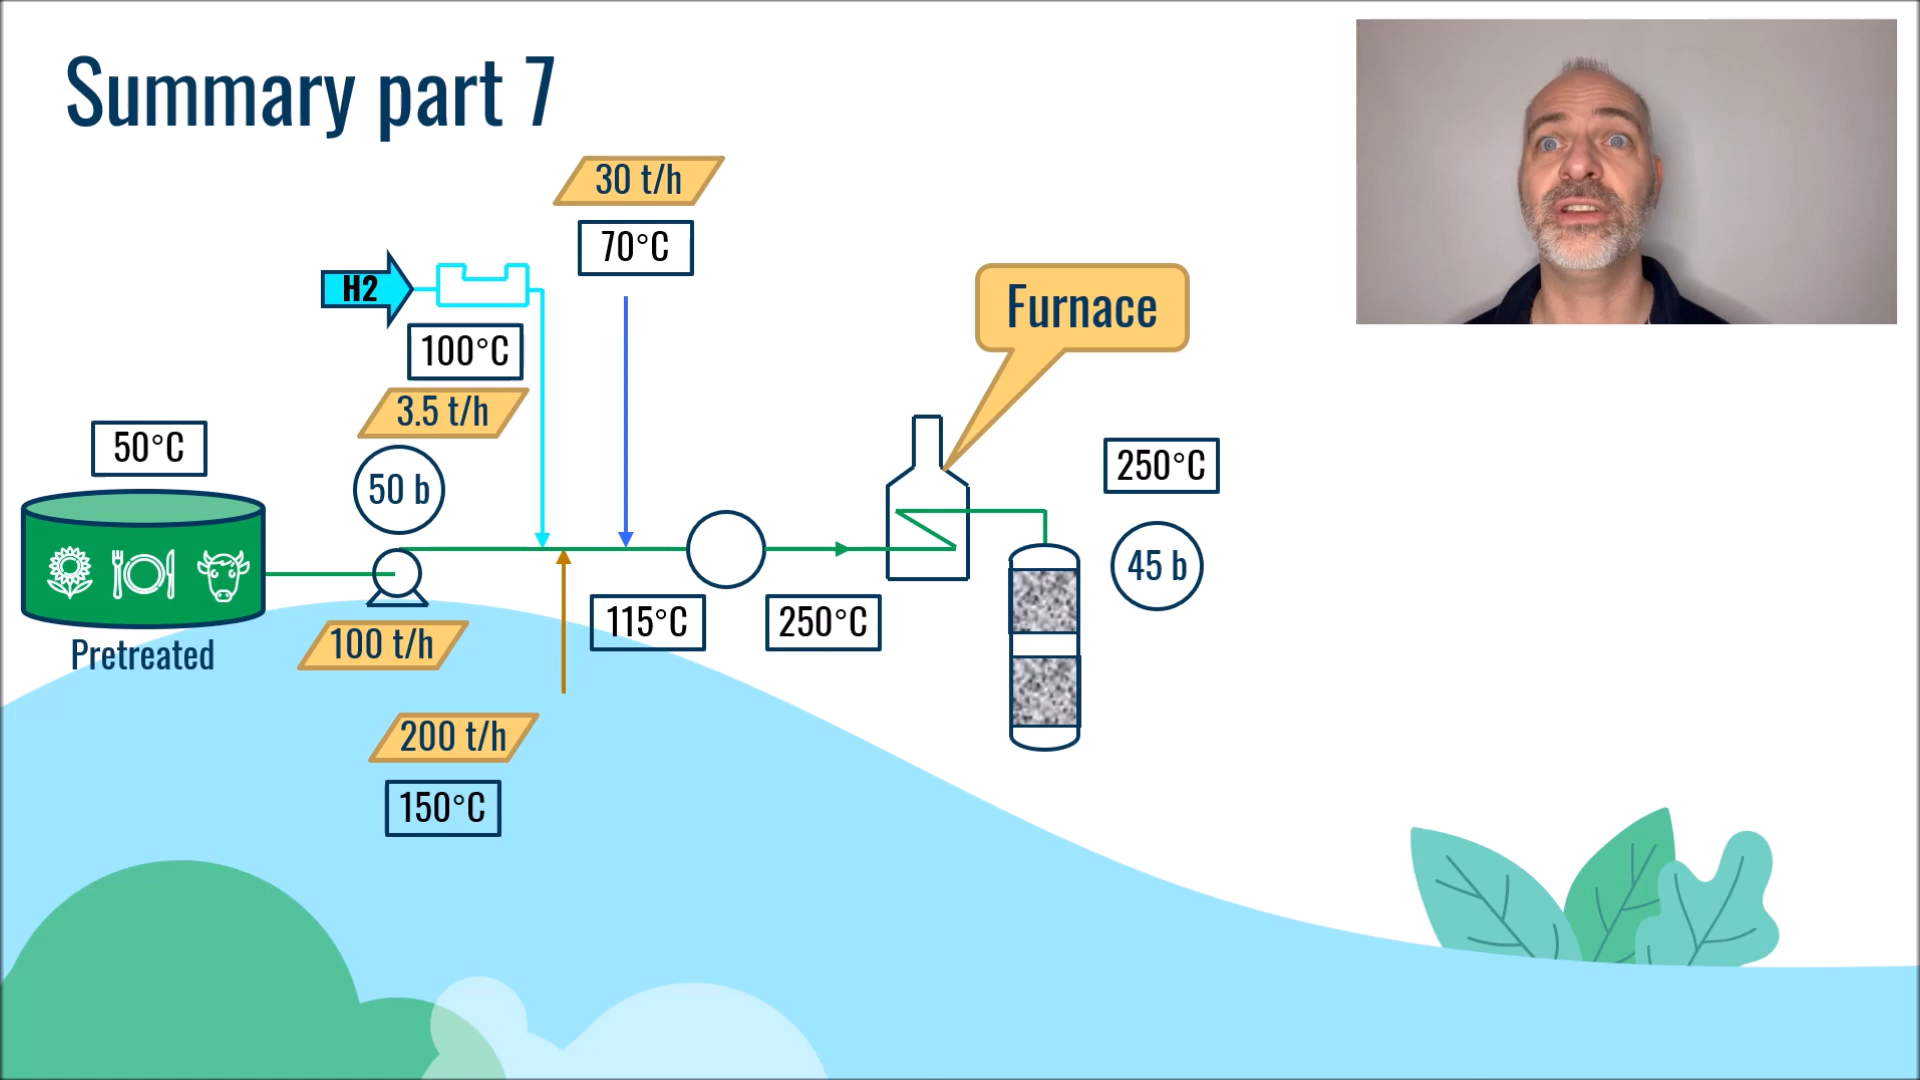 Summary part 7
30 t/h
70°C
H2
100°C
3.5 t/h
50 b
50°C
Pretreated
100 t/h
200 t/h
150°C
115°C
250°C
Furnace
250°C
45 b